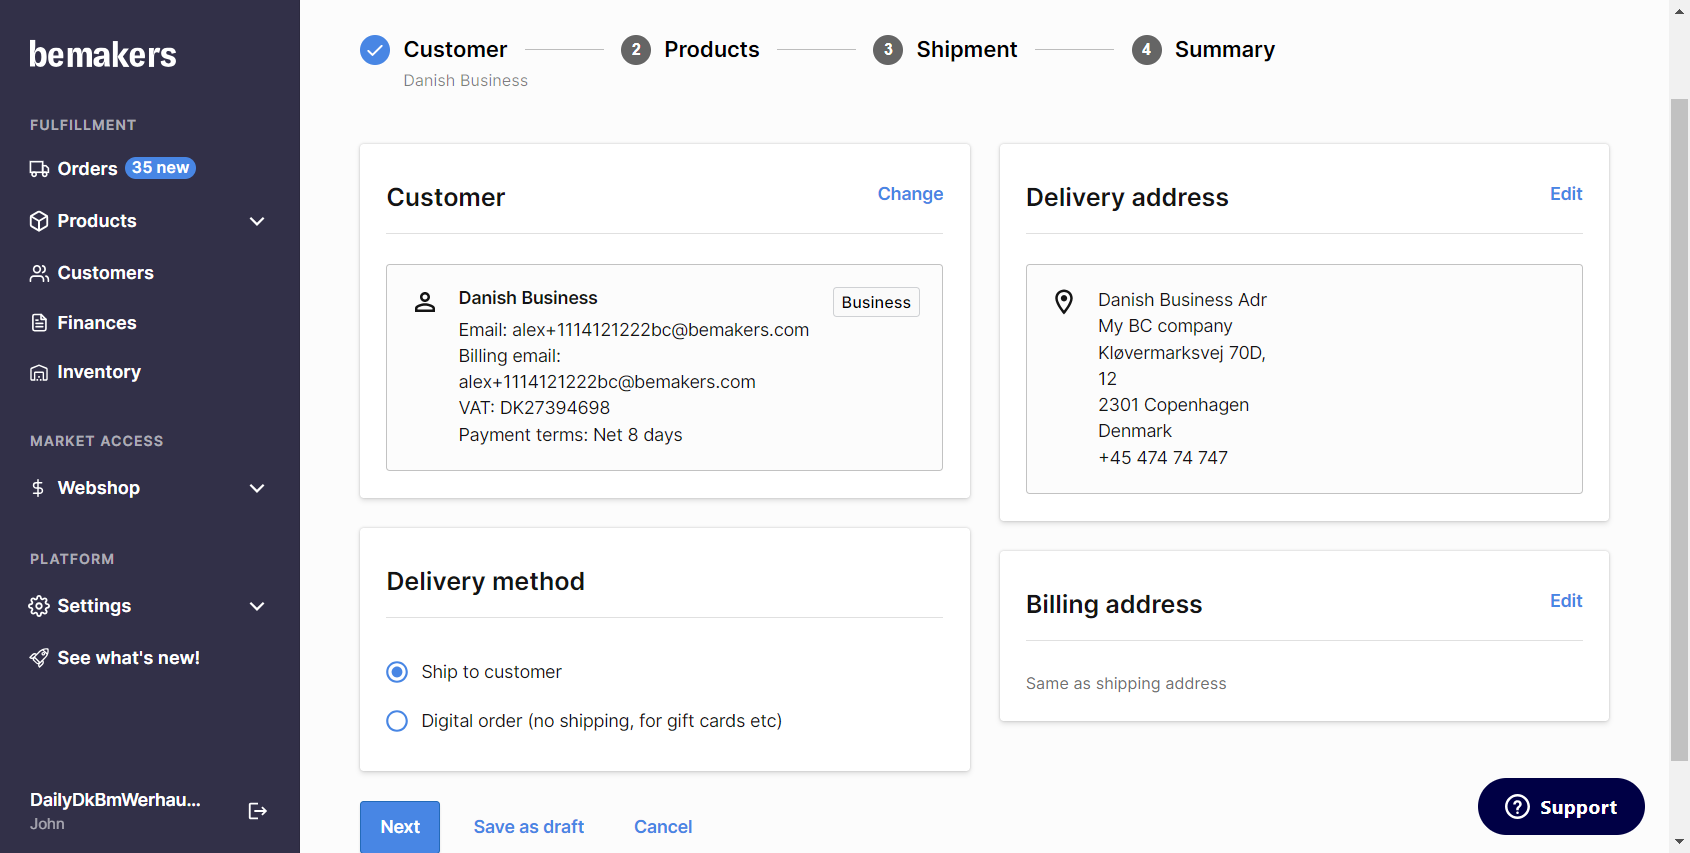 bemakers
FULFILLMENT
Orders 35 new
Products
Customers
Finances
Inventory
MARKET ACCESS
Webshop
PLATFORM
Settings
See what's new!
DailyDkBmWerhau...
John
Customer
Danish Business
2 Products
3 Shipment
4 Summary
Customer
Change
Danish Business
Business
Email: alex+1114121222bc@bemakers.com
Billing email:
alex+1114121222bc@bemakers.com
VAT: DK27394698
Payment terms: Net 8 days
Delivery method
Ship to customer
Digital order (no shipping, for gift cards etc)
Next
Save as draft
Cancel
Delivery address
Edit
Danish Business Adr
My BC company
Kløvermarksvej 70D,
12
2301 Copenhagen
Denmark
+45 474 74 747
Billing address
Edit
Same as shipping address
Support